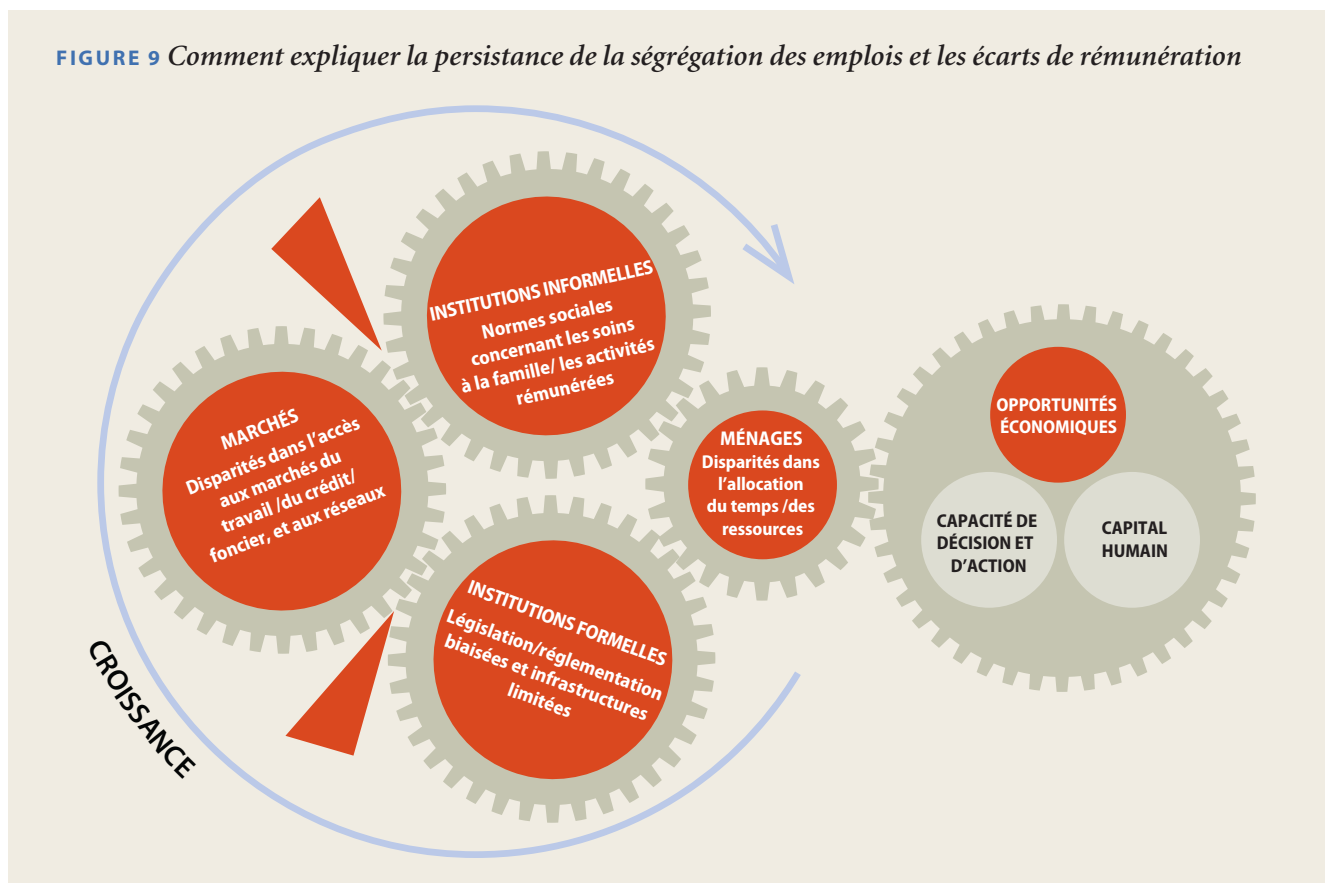 FIGURE 9 Comment expliquer la persistance de la ségrégation des emplois et les écarts de rémunération
INSTITUTIONS INFORMELLES
Normes sociales
concernant les soins
à la famille/ les activités
rémunérées
MARCHÉS
Disparités dans l'accès
aux marchés du
travail /du crédit/
foncier, et aux réseaux
MÉNAGES
Disparités dans
l'allocation
du temps /des
ressources
OPPORTUNITÉS
ÉCONOMIQUES
CAPACITÉ DE
DÉCISION ET
D'ACTION
CAPITAL
HUMAIN
INSTITUTIONS FORMELLES
Législation/réglementation
biaisées et infrastructures
limitées
CROISSANCE